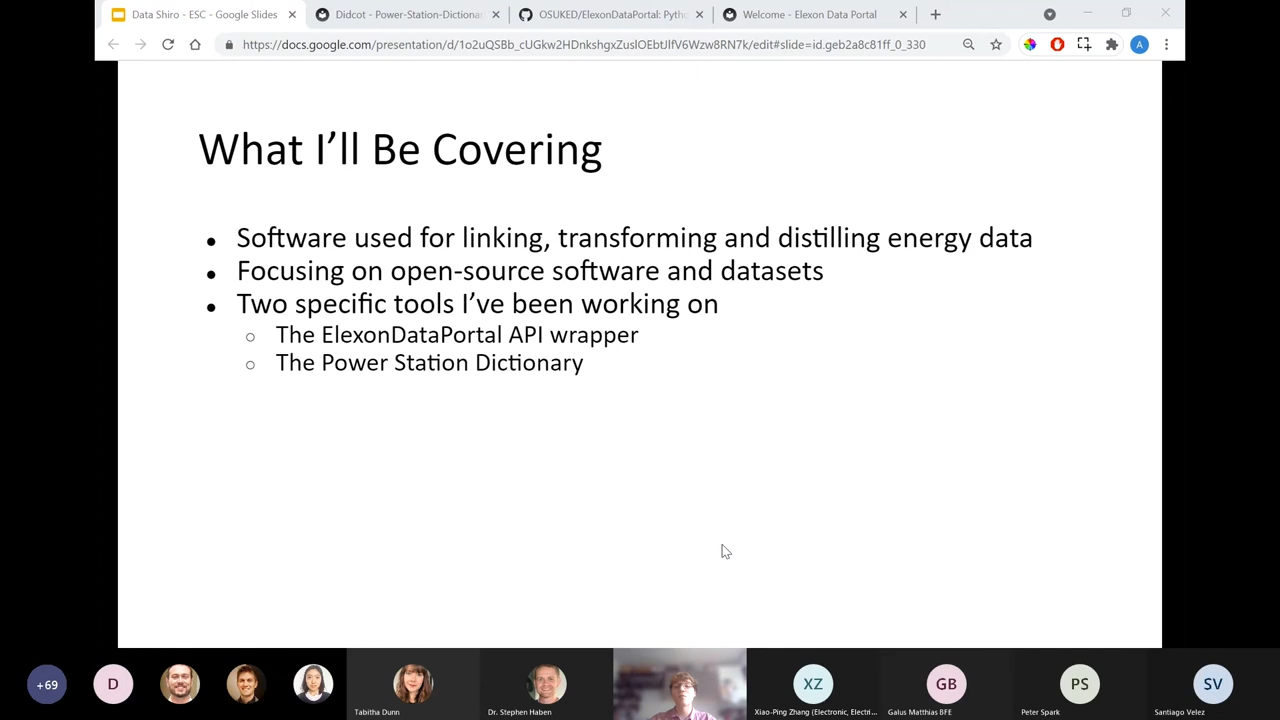 Data Shiro - ESC - Google Slides
Didcot - Power-Station-Dictionar
OSUKED/ElexonDataPortal: Pyth
Welcome - Elexon Data Portal
https://docs.google.com/presentation/d/1o2uQSBb_cUGkw2HDnkshgxZuslOEbtJlfV6Wzw8RN7k/edit#slide=id.geb2a8c81ff_0_330
A
What I’ll Be Covering
● Software used for linking, transforming and distilling energy data
● Focusing on open-source software and datasets
● Two specific tools I’ve been working on
○ The ElexonDataPortal API wrapper
○ The Power Station Dictionary
+69
D
XZ
GB
PS
SV
Tabitha Dunn
Dr. Stephen Haben
Xiao-Ping Zhang (Electronic, Electri...
Galus Matthias BFE
Peter Spark
Santiago Velez